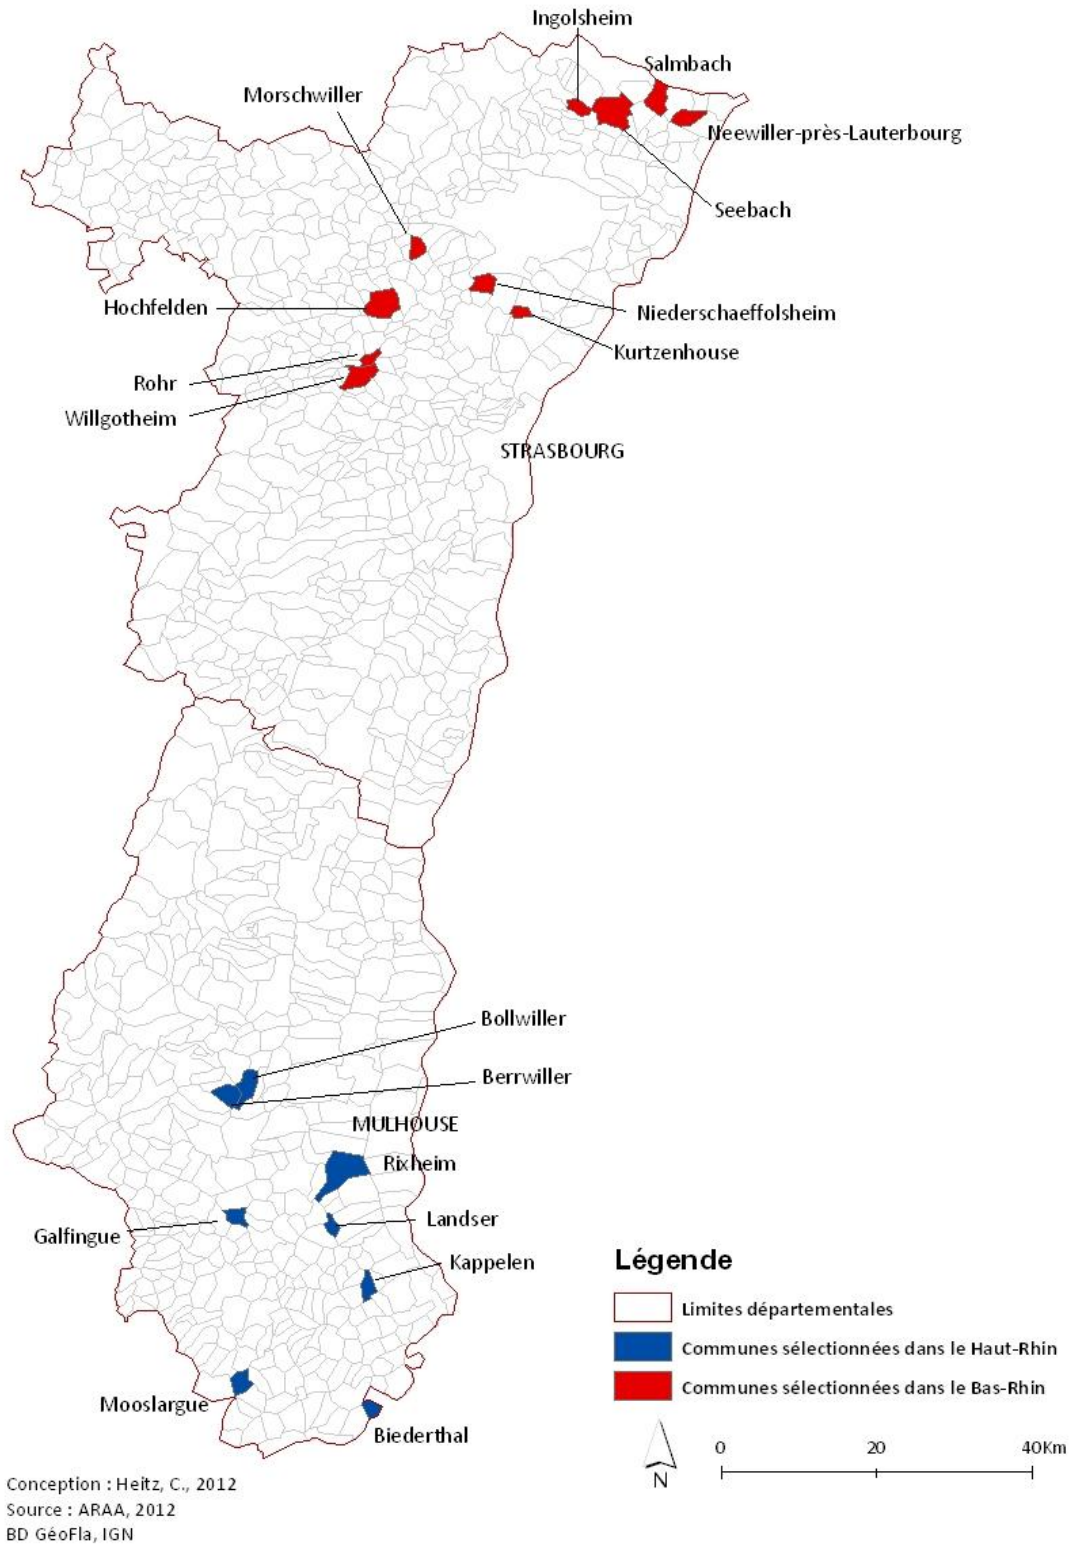 Ingolsheim
Salmbach
Morschwiller
Neewiller-près-Lauterbourg
Seebach
Hochfelden
Niederschaeffolsheim
Kurtzenhouse
Rohr
Willgotheim
STRASBOURG
Bollwiller
Berrwiller
MULHOUSE
Rixheim
Landser
Galfingue
Kappelen
Légende
Limites départementales
Communes sélectionnées dans le Haut-Rhin
Communes sélectionnées dans le Bas-Rhin
Mooslargue
Biederthal
0 20 40Km
N
Conception : Heitz, C., 2012
Source : ARAA, 2012
BD GéoFla, IGN